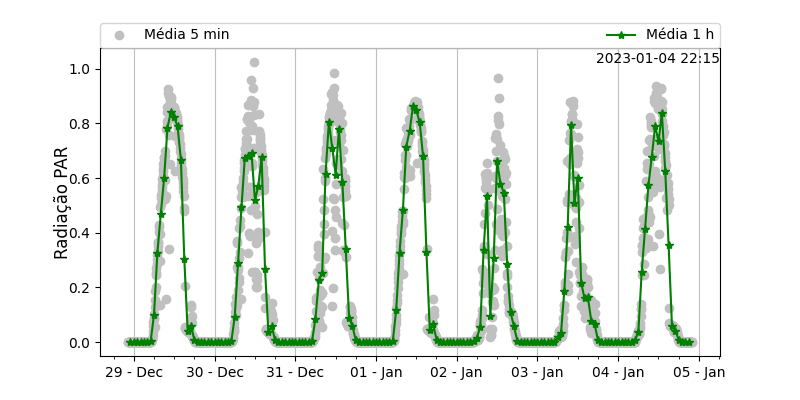 Média 5 min
Média 1 h
2023-01-04 22:15
Radiação PAR
1.0
0.8
0.6
0.4
0.2
0.0
29 - Dec
30 - Dec
31 - Dec
01 - Jan
02 - Jan
03 - Jan
04 - Jan
05 - Jan